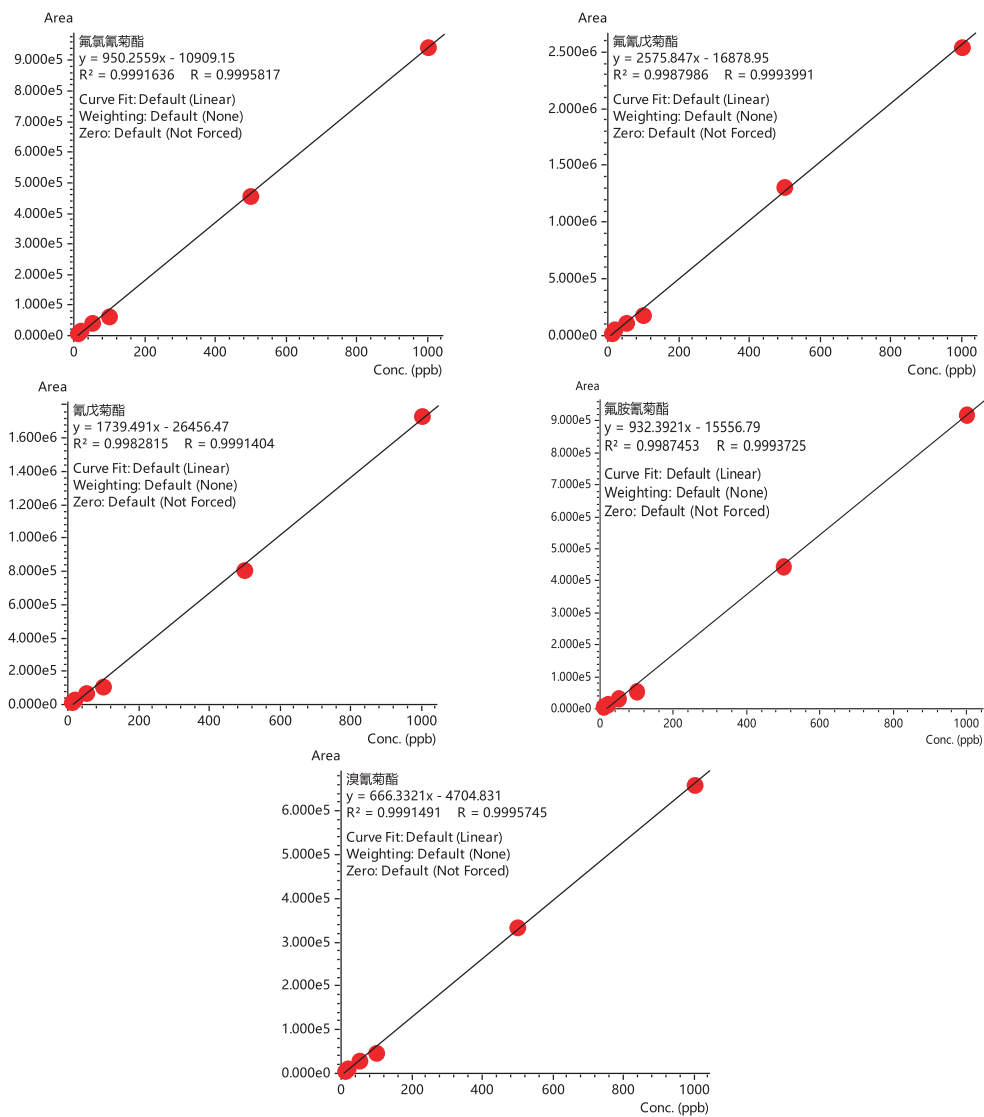 Area
氟氯氰菊酯
y = 950.2559x - 10909.15
R² = 0.9991636 R = 0.9995817
Curve Fit: Default (Linear)
Weighting: Default (None)
Zero: Default (Not Forced)
9.000e5
8.000e5
7.000e5
6.000e5
5.000e5
4.000e5
3.000e5
2.000e5
1.000e5
0.000e0
0 200 400 600 800 1000
Conc. (ppb)
Area
氟氰戊菊酯
y = 2575.847x - 16878.95
R² = 0.9987986 R = 0.9993991
Curve Fit: Default (Linear)
Weighting: Default (None)
Zero: Default (Not Forced)
2.500e6
2.000e6
1.500e6
1.000e6
5.000e5
0.000e0
0 200 400 600 800 1000
Conc. (ppb)
Area
氰戊菊酯
y = 1739.491x - 26456.47
R² = 0.9982815 R = 0.9991404
Curve Fit: Default (Linear)
Weighting: Default (None)
Zero: Default (Not Forced)
1.600e6
1.400e6
1.200e6
1.000e6
8.000e5
6.000e5
4.000e5
2.000e5
0.000e0
0 200 400 600 800 1000
Conc. (ppb)
Area
氟胺氰菊酯
y = 932.3921x - 15556.79
R² = 0.9987453 R = 0.9993725
Curve Fit: Default (Linear)
Weighting: Default (None)
Zero: Default (Not Forced)
9.000e5
8.000e5
7.000e5
6.000e5
5.000e5
4.000e5
3.000e5
2.000e5
1.000e5
0.000e0
0 200 400 600 800 1000
Conc. (ppb)
Area
溴氰菊酯
y = 666.3321x - 4704.831
R² = 0.9991491 R = 0.9995745
Curve Fit: Default (Linear)
Weighting: Default (None)
Zero: Default (Not Forced)
6.000e5
5.000e5
4.000e5
3.000e5
2.000e5
1.000e5
0.000e0
0 200 400 600 800 1000
Conc. (ppb)